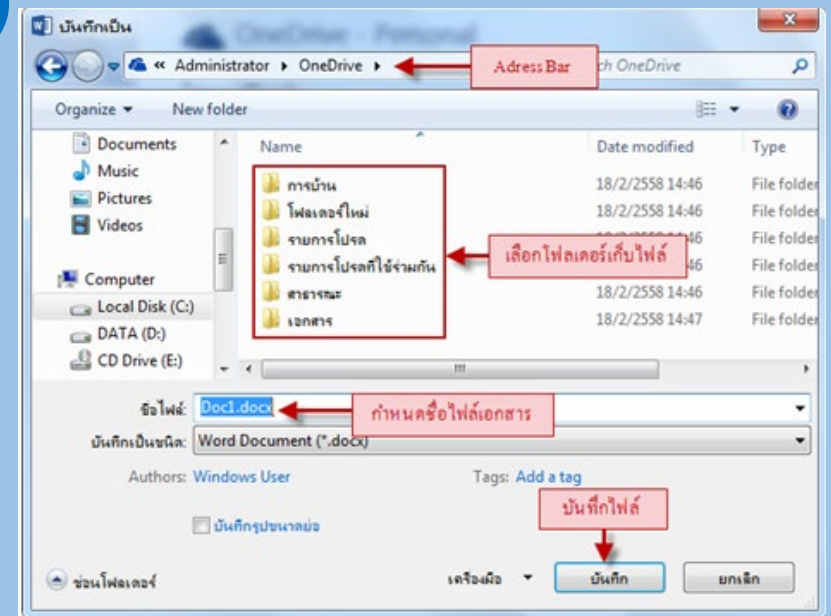 บันทึกเป็น
OneDrive - Personal
« Administrator ▸ OneDrive ▸
Adress Bar
ch OneDrive
Organize ▾ New folder
Documents
Music
Pictures
Videos
Computer
Local Disk (C:)
DATA (D:)
CD Drive (E:)
Name Date modified Type
การบ้าน 18/2/2558 14:46 File folder
โฟลเดอร์ใหม่ 18/2/2558 14:46 File folder
รายการโปรด 46 File folder
เลือกโฟลเดอร์เก็บไฟล์
รายการโปรดที่ใช้ร่วมกัน 46 File folder
สาธารณะ 18/2/2558 14:46 File folder
เอกสาร 18/2/2558 14:47 File folder
ชื่อไฟล์: Doc1.docx
กำหนดชื่อไฟล์เอกสาร
บันทึกเป็นชนิด: Word Document (*.docx)
Authors: Windows User Tags: Add a tag
บันทึกไฟล์
บันทึกรูปขนาดย่อ
ซ่อนโฟลเดอร์ เครื่องมือ ▾ บันทึก ยกเลิก